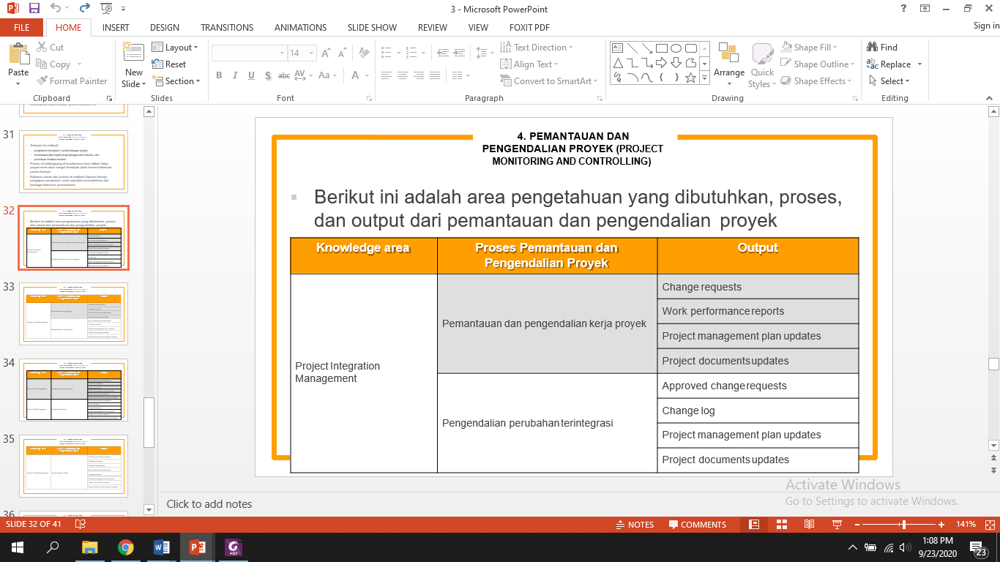 3 - Microsoft PowerPoint
Sign in
FILE
HOME
INSERT
DESIGN
TRANSITIONS
ANIMATIONS
SLIDE SHOW
REVIEW
VIEW
FOXIT PDF
Paste
Cut
Copy
Format Painter
Clipboard
New Slide
Layout
Reset
Section
Slides
14
Font
Text Direction
Align Text
Convert to SmartArt
Paragraph
Arrange
Quick Styles
Shape Fill
Shape Outline
Shape Effects
Drawing
Find
Replace
Select
Editing
31
32
33
34
35
36
4. PEMANTAUAN DAN
PENGENDALIAN PROYEK (PROJECT
MONITORING AND CONTROLLING)
Berikut ini adalah area pengetahuan yang dibutuhkan, proses,
dan output dari pemantauan dan pengendalian proyek
Knowledge area
Proses Pemantauan dan
Pengendalian Proyek
Output
Project Integration
Management
Pemantauan dan pengendalian kerja proyek
Change requests
Work performance reports
Project management plan updates
Project documents updates
Pengendalian perubahan terintegrasi
Approved change requests
Change log
Project management plan updates
Project documents updates
Activate Windows
Go to Settings to activate Windows.
Click to add notes
SLIDE 32 OF 41
NOTES
COMMENTS
141%
1:08 PM
9/23/2020
23